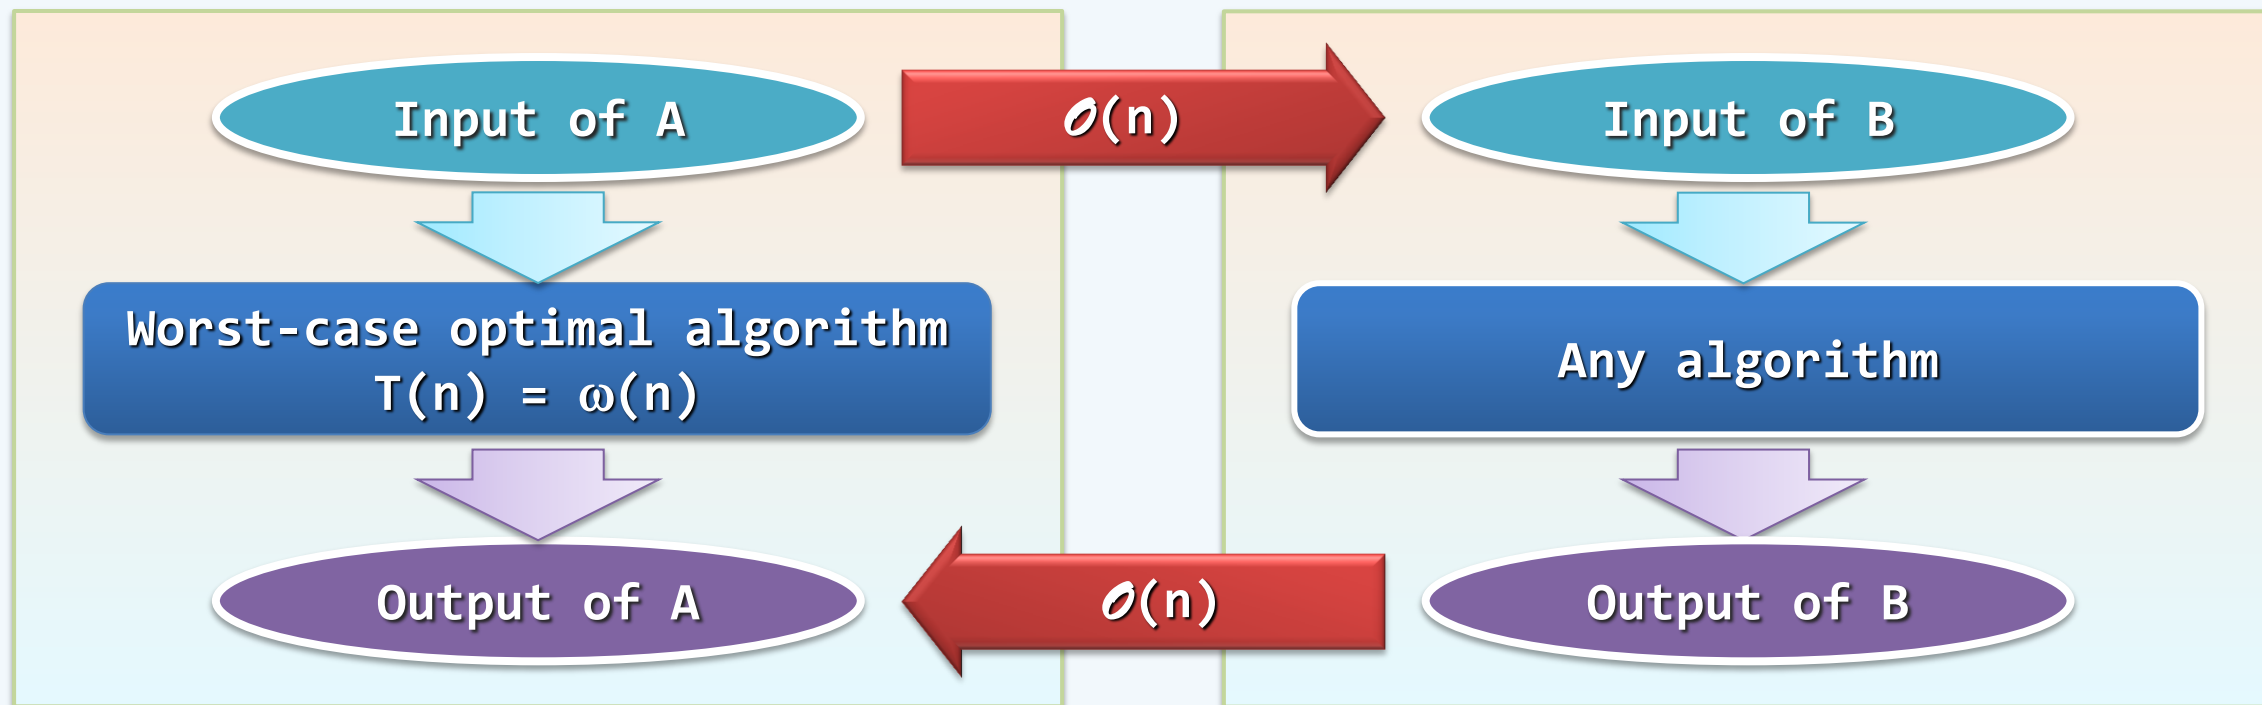 Input of A
𝒪(n)
Input of B
Worst-case optimal algorithm
T(n) = ω(n)
Any algorithm
Output of A
𝒪(n)
Output of B